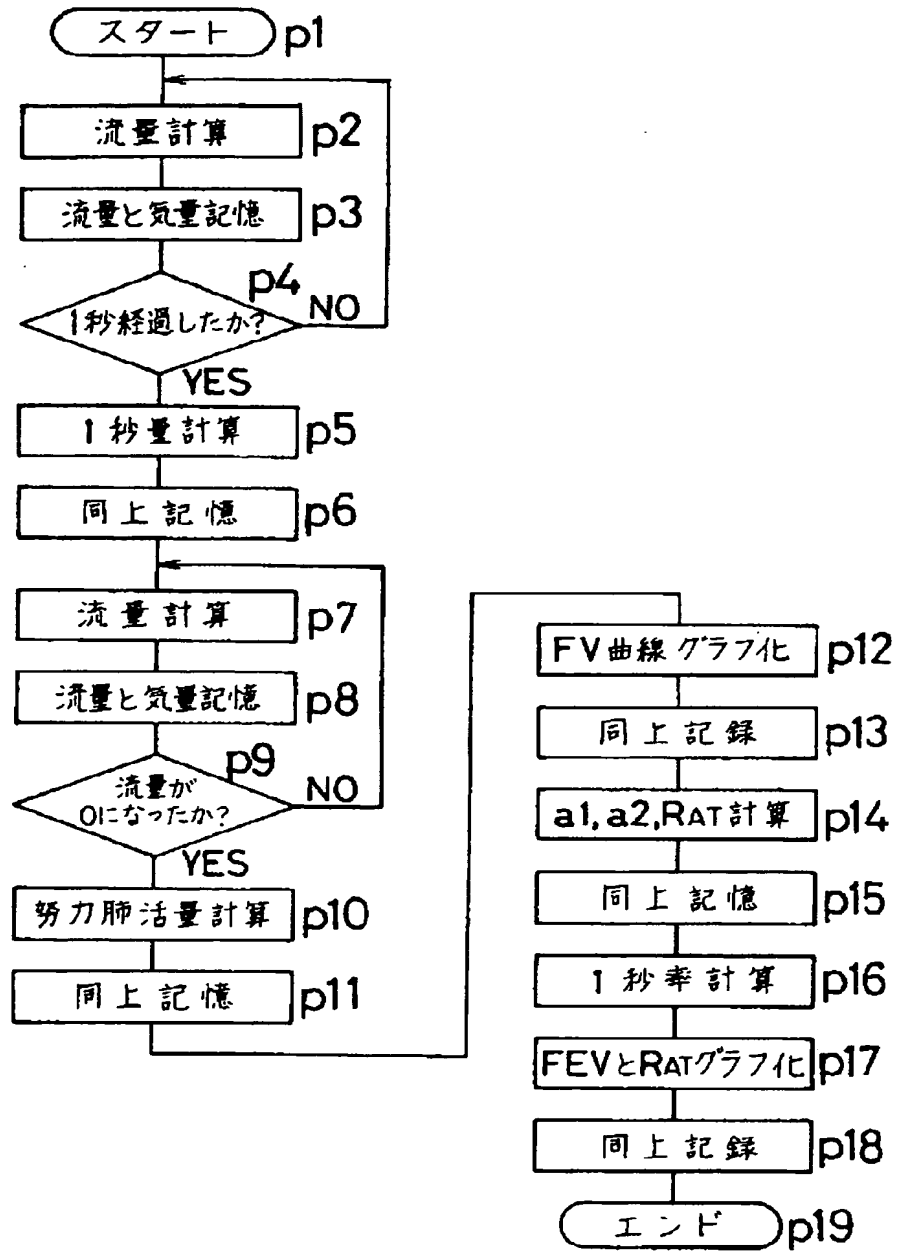 スタート p1
流量計算 p2
流量と気量記憶 p3
p4
1秒経過したか? NO
YES
1秒量計算 p5
同上記憶 p6
流量計算 p7
流量と気量記憶 p8
p9
流量が
0になったか? NO
YES
努力肺活量計算 p10
同上記憶 p11
FV曲線グラフ化 p12
同上記録 p13
a1,a2,RAT計算 p14
同上記憶 p15
1秒率計算 p16
FEVとRATグラフ化 p17
同上記録 p18
エンド p19